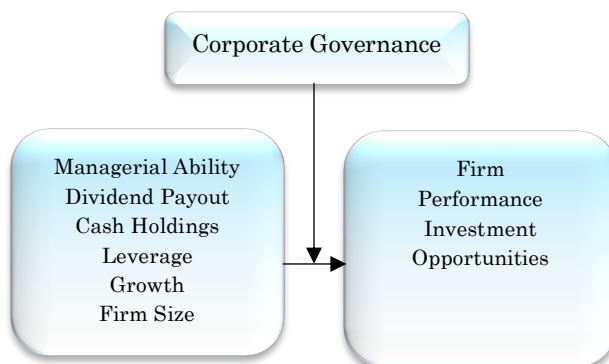 Corporate Governance
Managerial Ability
Dividend Payout
Cash Holdings
Leverage
Growth
Firm Size
Firm
Performance
Investment
Opportunities